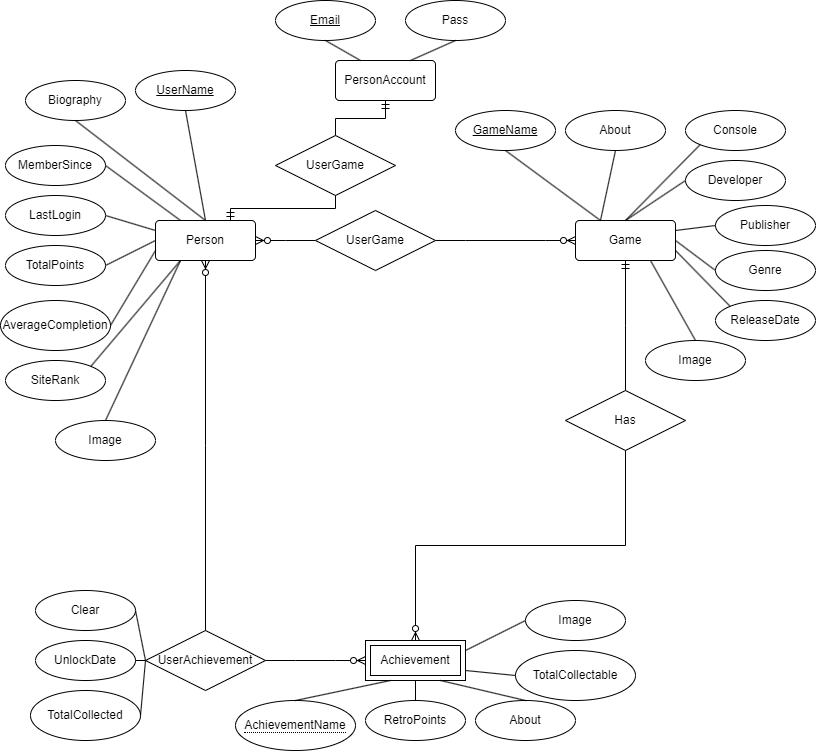 Email
Pass
PersonAccount
Biography
UserName
GameName
About
Console
MemberSince
UserGame
Developer
LastLogin
Publisher
Person
UserGame
Game
TotalPoints
Genre
AverageCompletion
ReleaseDate
Image
SiteRank
Has
Image
Clear
Image
UnlockDate
UserAchievement
Achievement
TotalCollectable
TotalCollected
AchievementName
RetroPoints
About